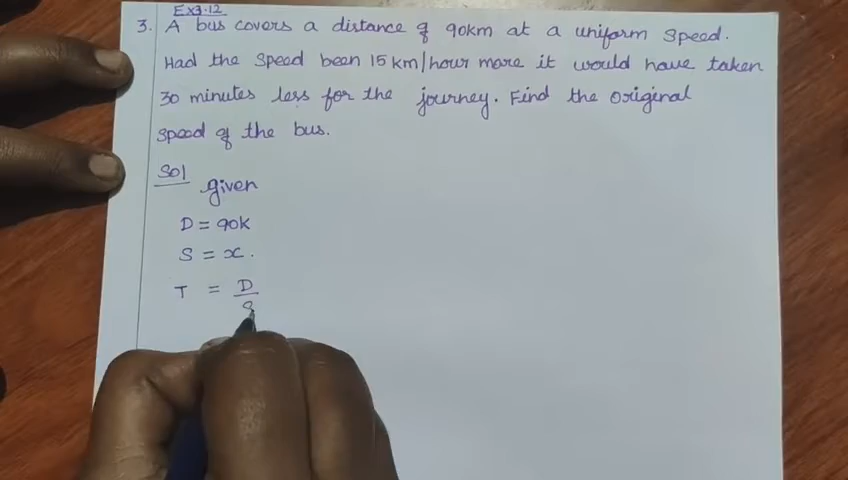 Ex3.12
3. A bus covers a distance of 90km at a uniform speed.
Had the speed been 15 km/hour more it would have taken
30 minutes less for the journey. Find the original
speed of the bus.
Sol
given
D = 90k
S = x.
T = D/S